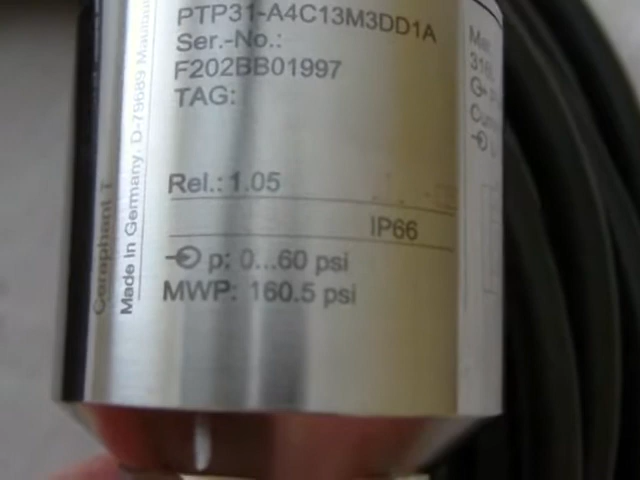 PTP31-A4C13M3DD1A
Ser.-No.:
F202BB01997
TAG:
Rel.: 1.05
IP66
p: 0...60 psi
MWP: 160.5 psi
Made in Germany, D-79689
316L